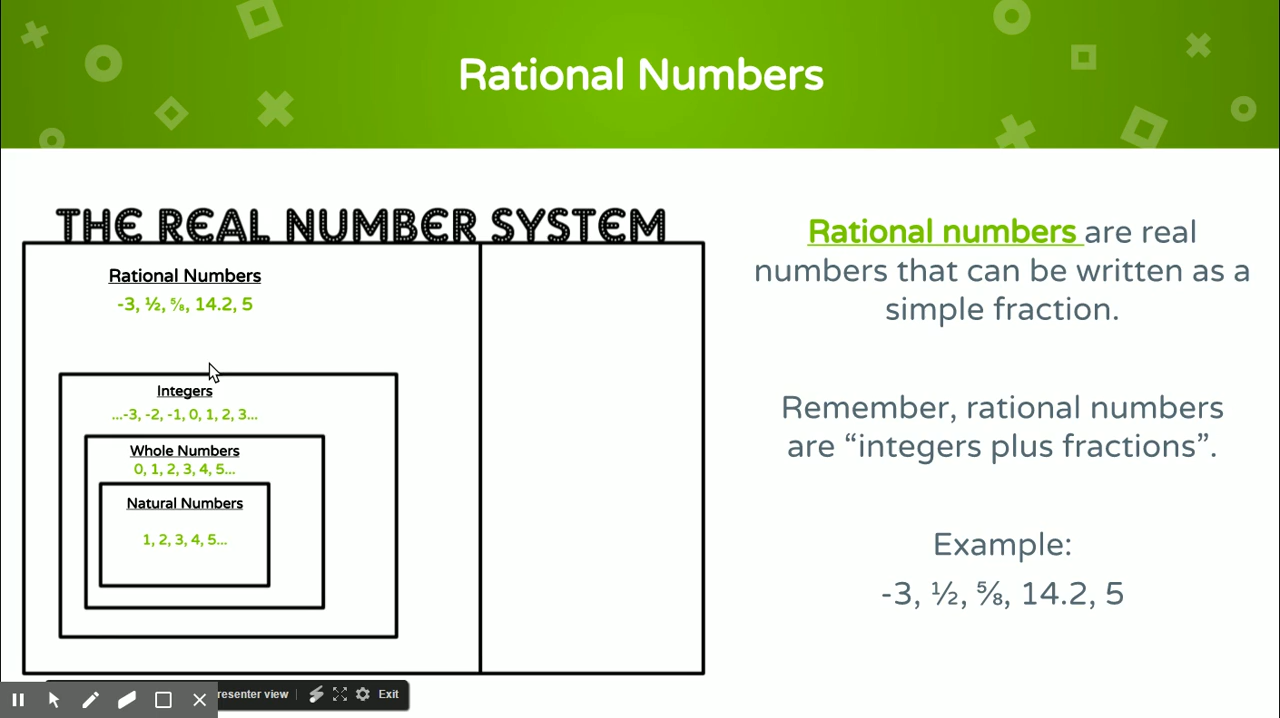 Rational Numbers
THE REAL NUMBER SYSTEM
Rational Numbers
-3, ½, ⅝, 14.2, 5
Integers
...-3, -2, -1, 0, 1, 2, 3...
Whole Numbers
0, 1, 2, 3, 4, 5...
Natural Numbers
1, 2, 3, 4, 5...
Rational numbers are real
numbers that can be written as a
simple fraction.
Remember, rational numbers
are “integers plus fractions”.
Example:
-3, ½, ⅝, 14.2, 5
resenter view
Exit